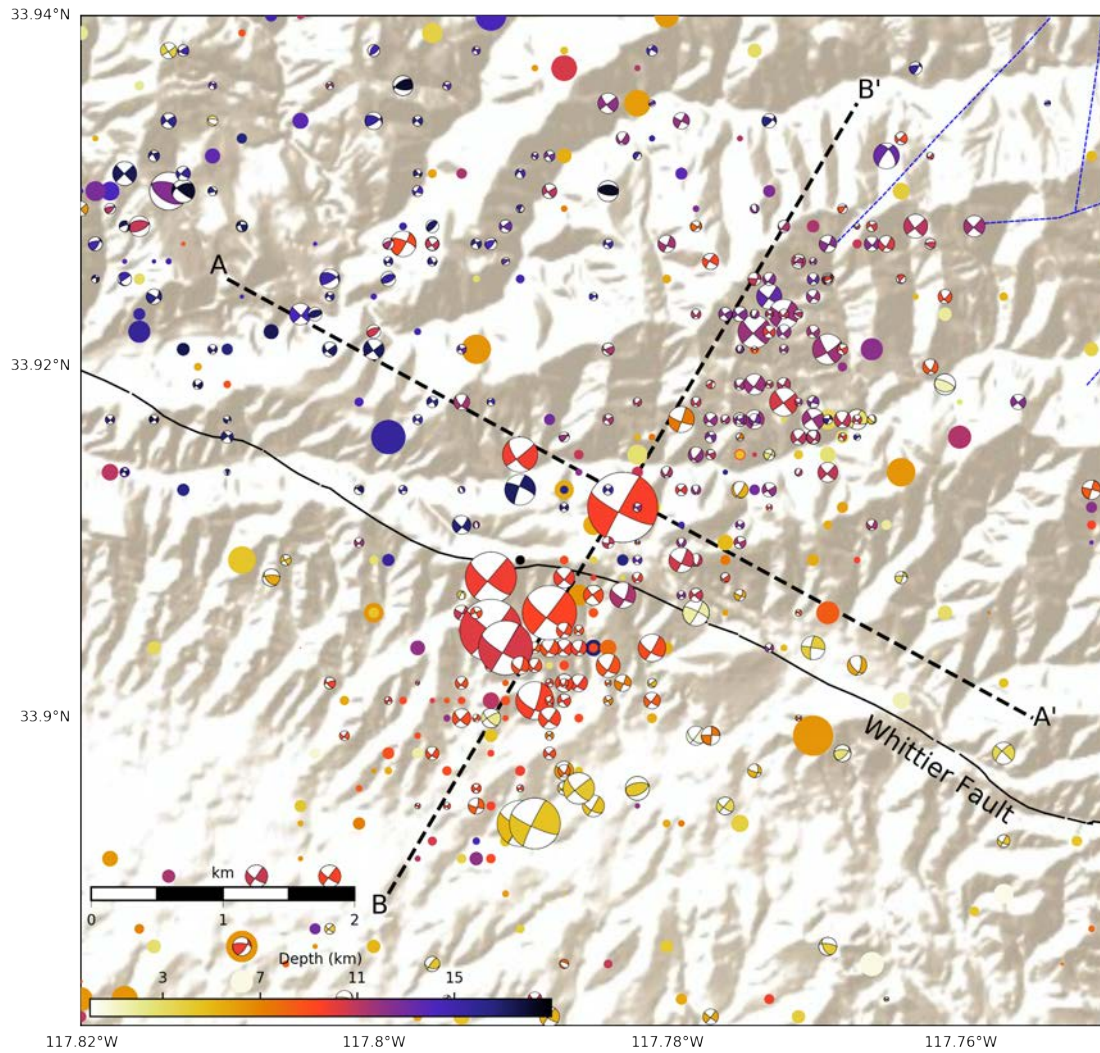 33.94°N
B'
A
33.92°N
33.9°N
A'
Whittier Fault
km
0 1 2
B
Depth (km)
3 7 11 15
117.82°W 117.8°W 117.78°W 117.76°W